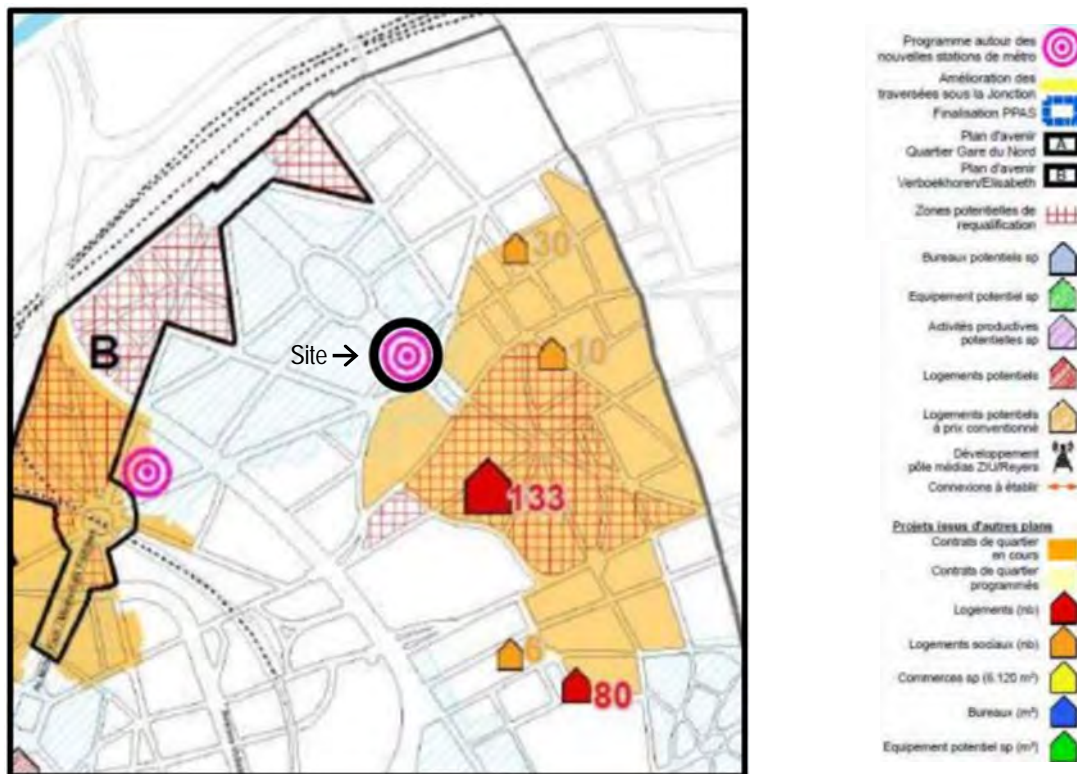 30
B
Site →
10
133
6
80
Programme autour des
nouvelles stations de métro
Amélioration des
traversées sous la Jonction
Finalisation PPAS
Plan d'avenir
Quartier Gare du Nord
A
Plan d'avenir
Verboekhoren/Elisabeth
B
Zones potentielles de
requalification
Bureaux potentiels sp
Equipement potentiel sp
Activités productives
potentielles sp
Logements potentiels
Logements potentiels
à prix conventionné
Développement
pôle médias ZIU/Reyers
Connexions à établir
Projets issus d'autres plans
Contrats de quartier
en cours
Contrats de quartier
programmés
Logements (nb)
Logements sociaux (nb)
Commerces sp (6.120 m²)
Bureaux (m²)
Equipement potentiel sp (m²)